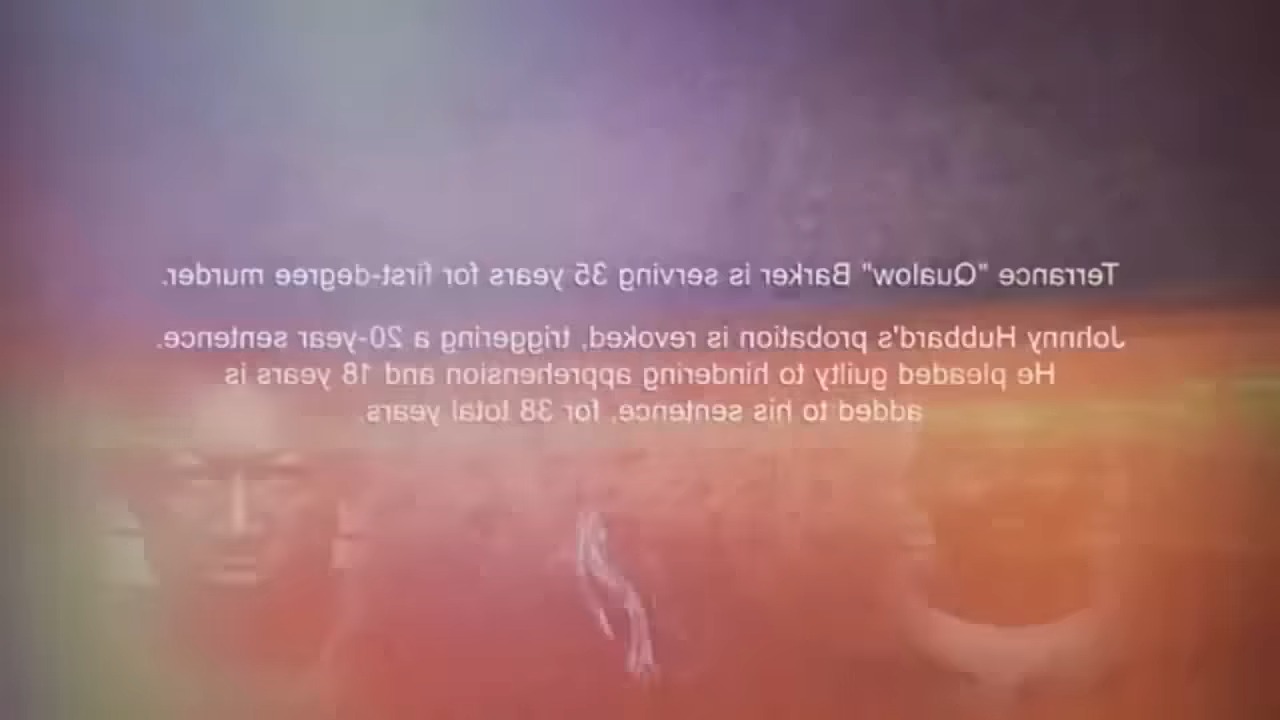 Terrance "Qualow" Barker is serving 35 years for first-degree murder.
Johnny Hubbard's probation is revoked, triggering a 20-year sentence.
He pleaded guilty to hindering apprehension and 18 years is
added to his sentence, for 38 total years.